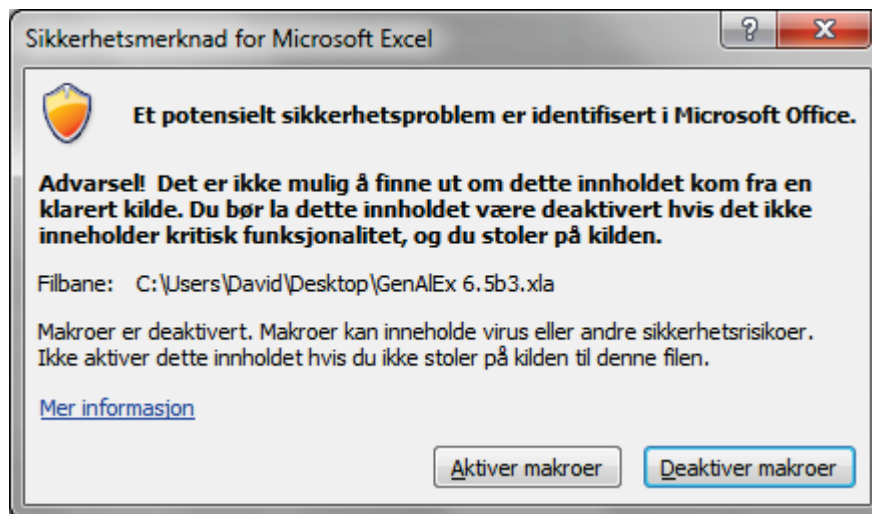 Sikkerhetsmerknad for Microsoft Excel
Et potensielt sikkerhetsproblem er identifisert i Microsoft Office.
Advarsel! Det er ikke mulig å finne ut om dette innholdet kom fra en
klarert kilde. Du bør la dette innholdet være deaktivert hvis det ikke
inneholder kritisk funksjonalitet, og du stoler på kilden.
Filbane: C:\Users\David\Desktop\GenAlEx 6.5b3.xla
Makroer er deaktivert. Makroer kan inneholde virus eller andre sikkerhetsrisikoer.
Ikke aktiver dette innholdet hvis du ikke stoler på kilden til denne filen.
Mer informasjon
Aktiver makroer Deaktiver makroer